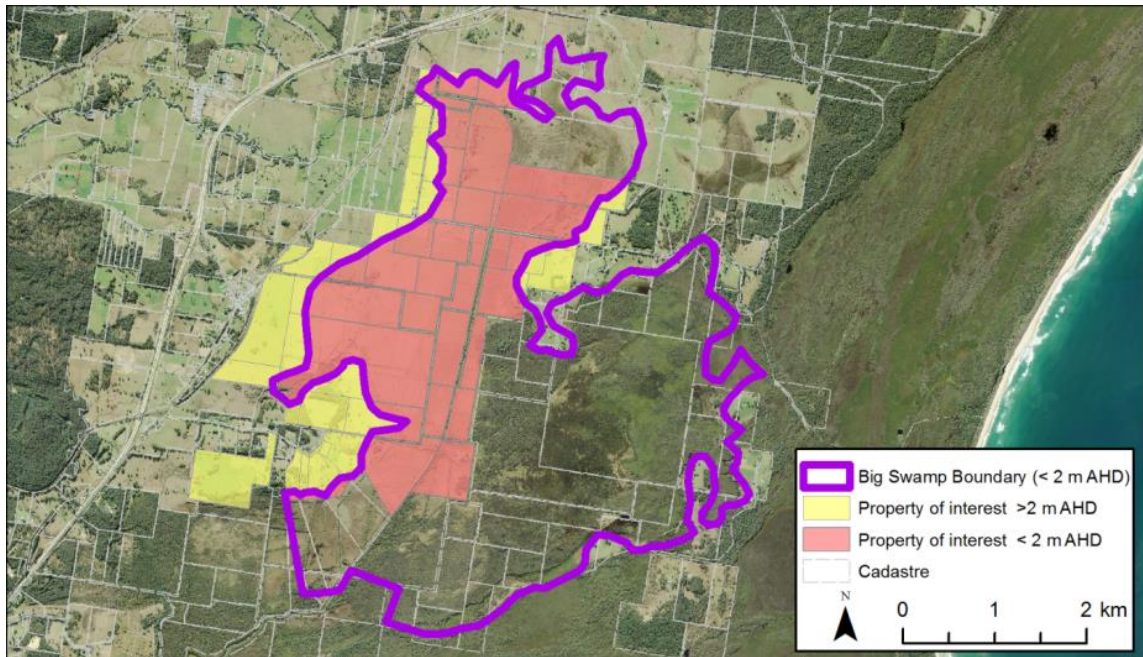 Big Swamp Boundary (< 2 m AHD)
Property of interest >2 m AHD
Property of interest < 2 m AHD
Cadastre
N
0 1 2 km